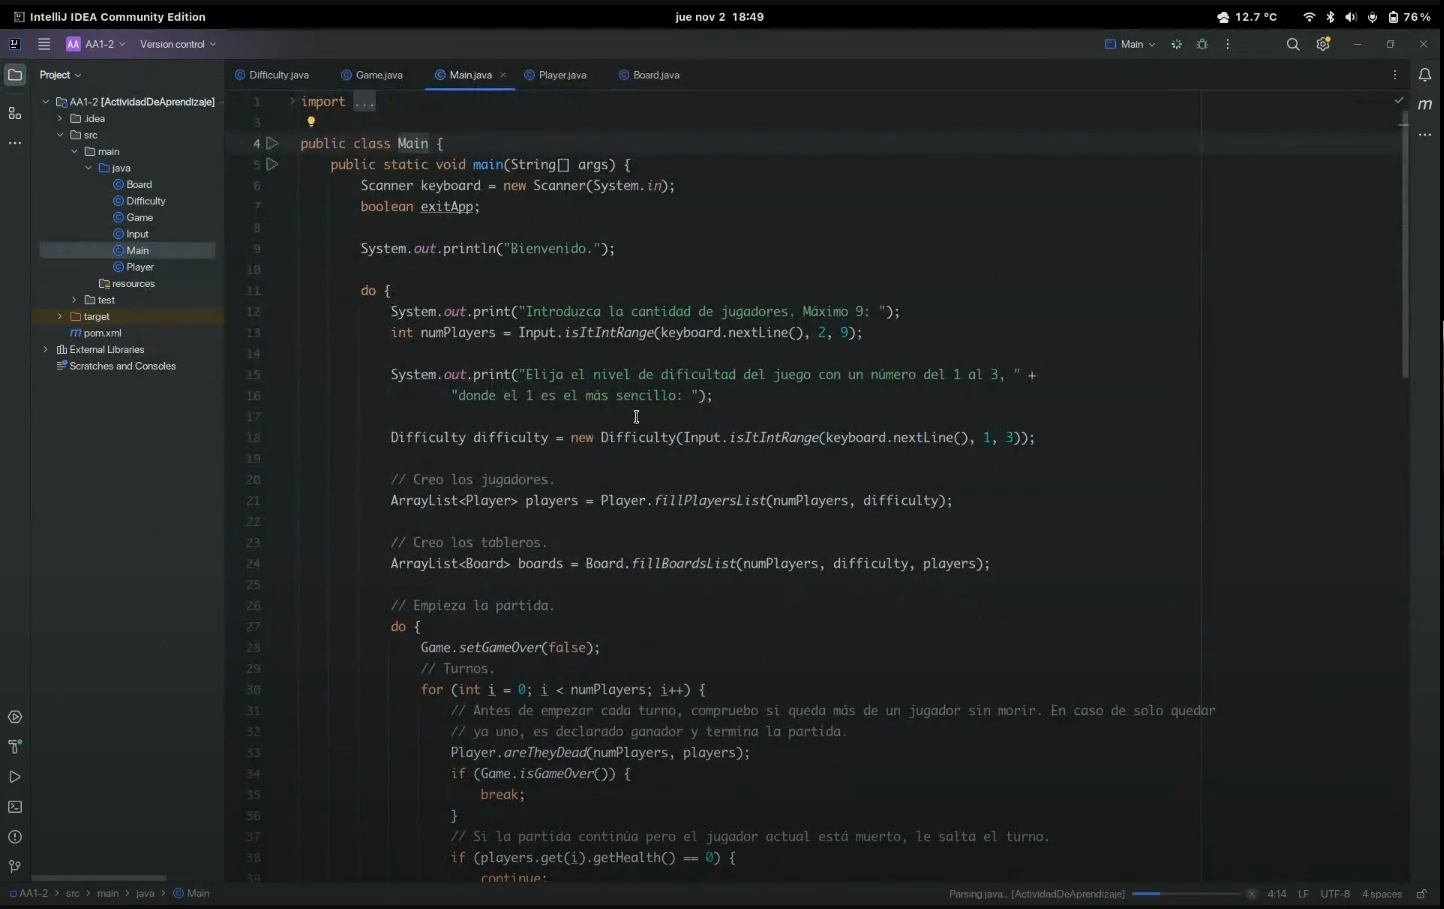 IntelliJ IDEA Community Edition
jue nov 2 18:49
12.7 °C
76 %
AA AA1-2
Version control
Main
Project
Difficulty.java
Game.java
Main.java
Player.java
Board.java
AA1-2 [ActividadDeAprendizaje]
.idea
src
main
java
Board
Difficulty
Game
Input
Main
Player
resources
test
target
m pom.xml
External Libraries
Scratches and Consoles
1 import ...
3
4 public class Main {
5 public static void main(String[] args) {
6 Scanner keyboard = new Scanner(System.in);
7 boolean exitApp;
8
9 System.out.println("Bienvenido.");
10
11 do {
12 System.out.print("Introduzca la cantidad de jugadores. Máximo 9: ");
13 int numPlayers = Input.isItIntRange(keyboard.nextLine(), 2, 9);
14
15 System.out.print("Elija el nivel de dificultad del juego con un número del 1 al 3, " +
16 "donde el 1 es el más sencillo: ");
17
18 Difficulty difficulty = new Difficulty(Input.isItIntRange(keyboard.nextLine(), 1, 3));
19
20 // Creo los jugadores.
21 ArrayList<Player> players = Player.fillPlayersList(numPlayers, difficulty);
22
23 // Creo los tableros.
24 ArrayList<Board> boards = Board.fillBoardsList(numPlayers, difficulty, players);
25
26 // Empieza la partida.
27 do {
28 Game.setGameOver(false);
29 // Turnos.
30 for (int i = 0; i < numPlayers; i++) {
31 // Antes de empezar cada turno, compruebo si queda más de un jugador sin morir. En caso de solo quedar
32 // ya uno, es declarado ganador y termina la partida.
33 Player.areTheyDead(numPlayers, players);
34 if (Game.isGameOver()) {
35 break;
36 }
37 // Si la partida continúa pero el jugador actual está muerto, le salta el turno.
38 if (players.get(i).getHealth() == 0) {
39 continue;
m
AA1-2 > src > main > java > Main
Parsing java... [ActividadDeAprendizaje]
4:14 LF UTF-8 4 spaces